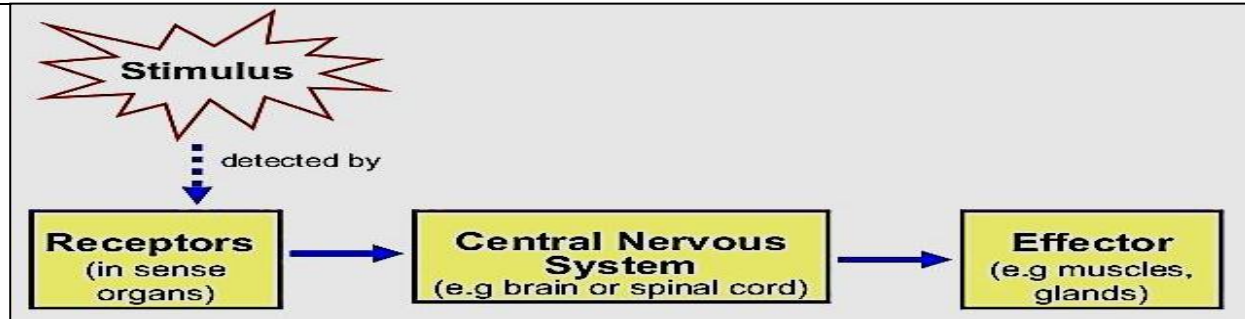 Stimulus
detected by
Receptors
(in sense
organs)
Central Nervous
System
(e.g brain or spinal cord)
Effector
(e.g muscles,
glands)